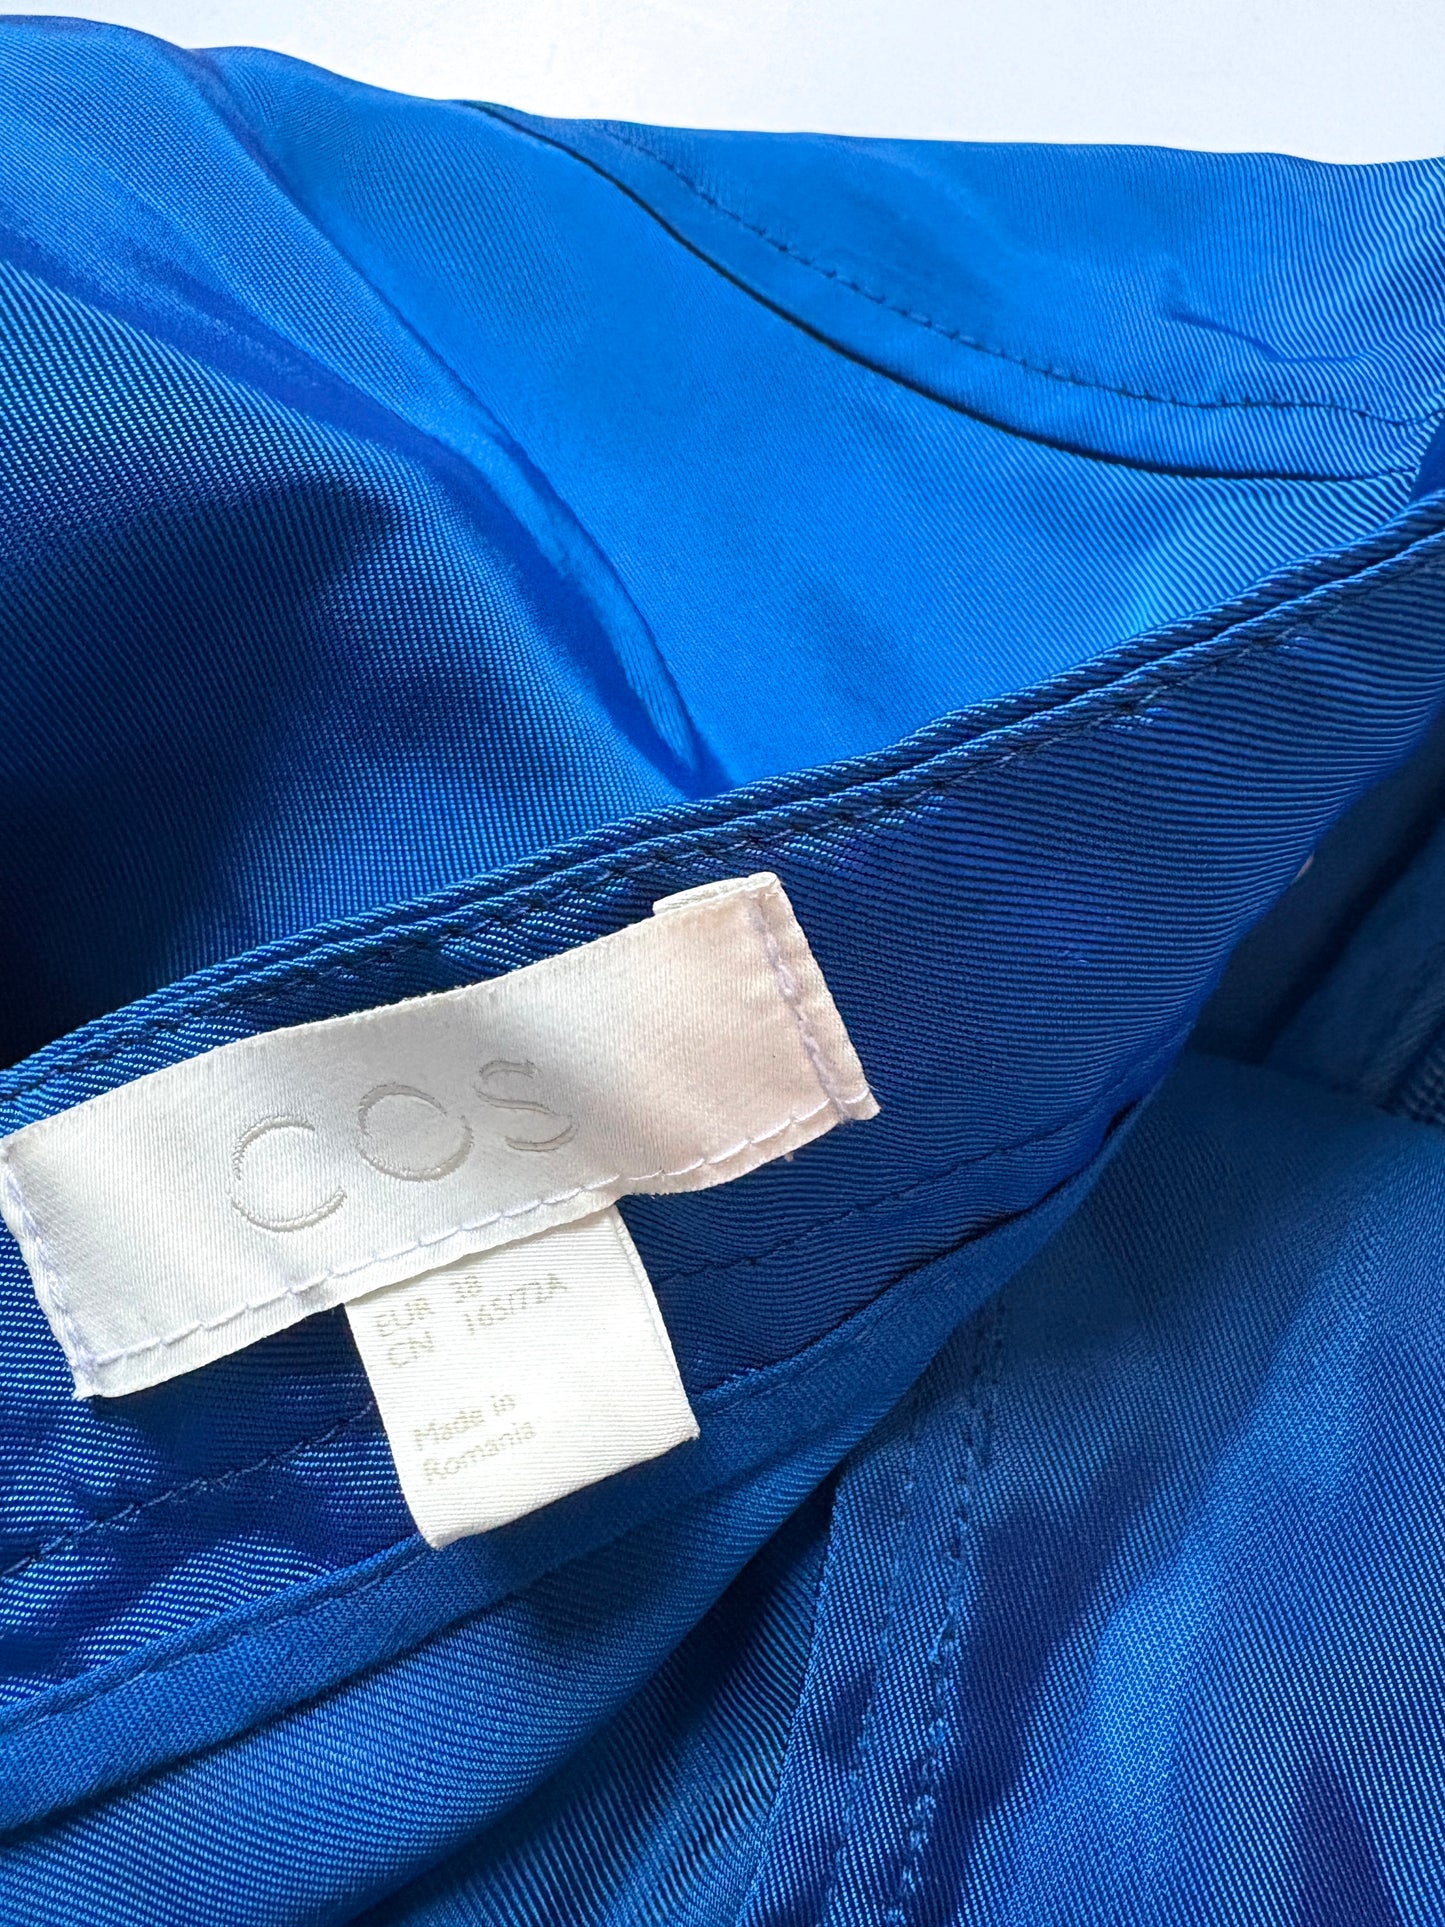 COS
EUR 38
CN 165/72A
Made in
Romania